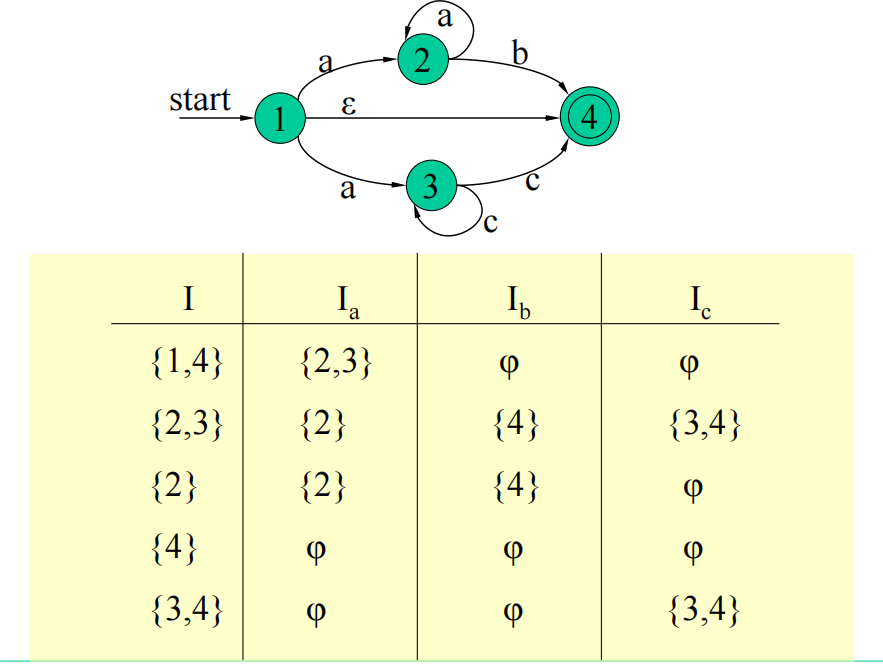 a
2
a
b
start
1
ε
4
a
3
c
c
I I_a I_b I_c
{1,4} {2,3} φ φ
{2,3} {2} {4} {3,4}
{2} {2} {4} φ
{4} φ φ φ
{3,4} φ φ {3,4}